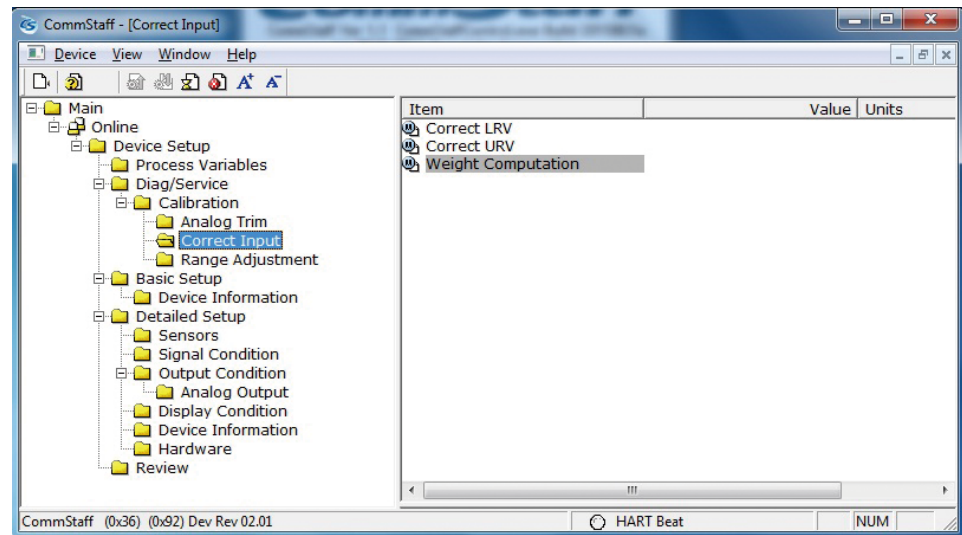 CommStaff - [Correct Input]
Device View Window Help
Main
Online
Device Setup
Process Variables
Diag/Service
Calibration
Analog Trim
Correct Input
Range Adjustment
Basic Setup
Device Information
Detailed Setup
Sensors
Signal Condition
Output Condition
Analog Output
Display Condition
Device Information
Hardware
Review
Item Value Units
Correct LRV
Correct URV
Weight Computation
CommStaff (0x36) (0x92) Dev Rev 02.01 HART Beat NUM